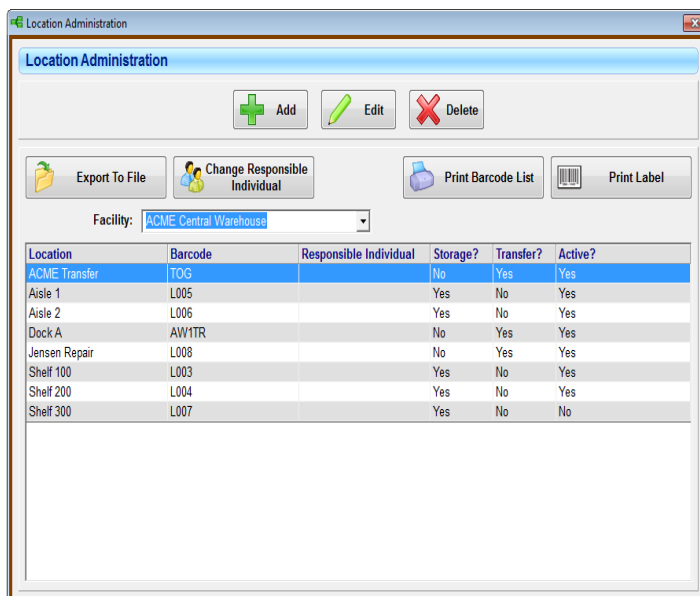 Location Administration
Location Administration
Add Edit Delete
Export To File Change Responsible Individual Print Barcode List Print Label
Facility: ACME Central Warehouse
Location Barcode Responsible Individual Storage? Transfer? Active?
ACME Transfer TOG No Yes Yes
Aisle 1 L005 Yes No Yes
Aisle 2 L006 Yes No Yes
Dock A AW1TR No Yes Yes
Jensen Repair L008 No Yes Yes
Shelf 100 L003 Yes No Yes
Shelf 200 L004 Yes No Yes
Shelf 300 L007 Yes No No